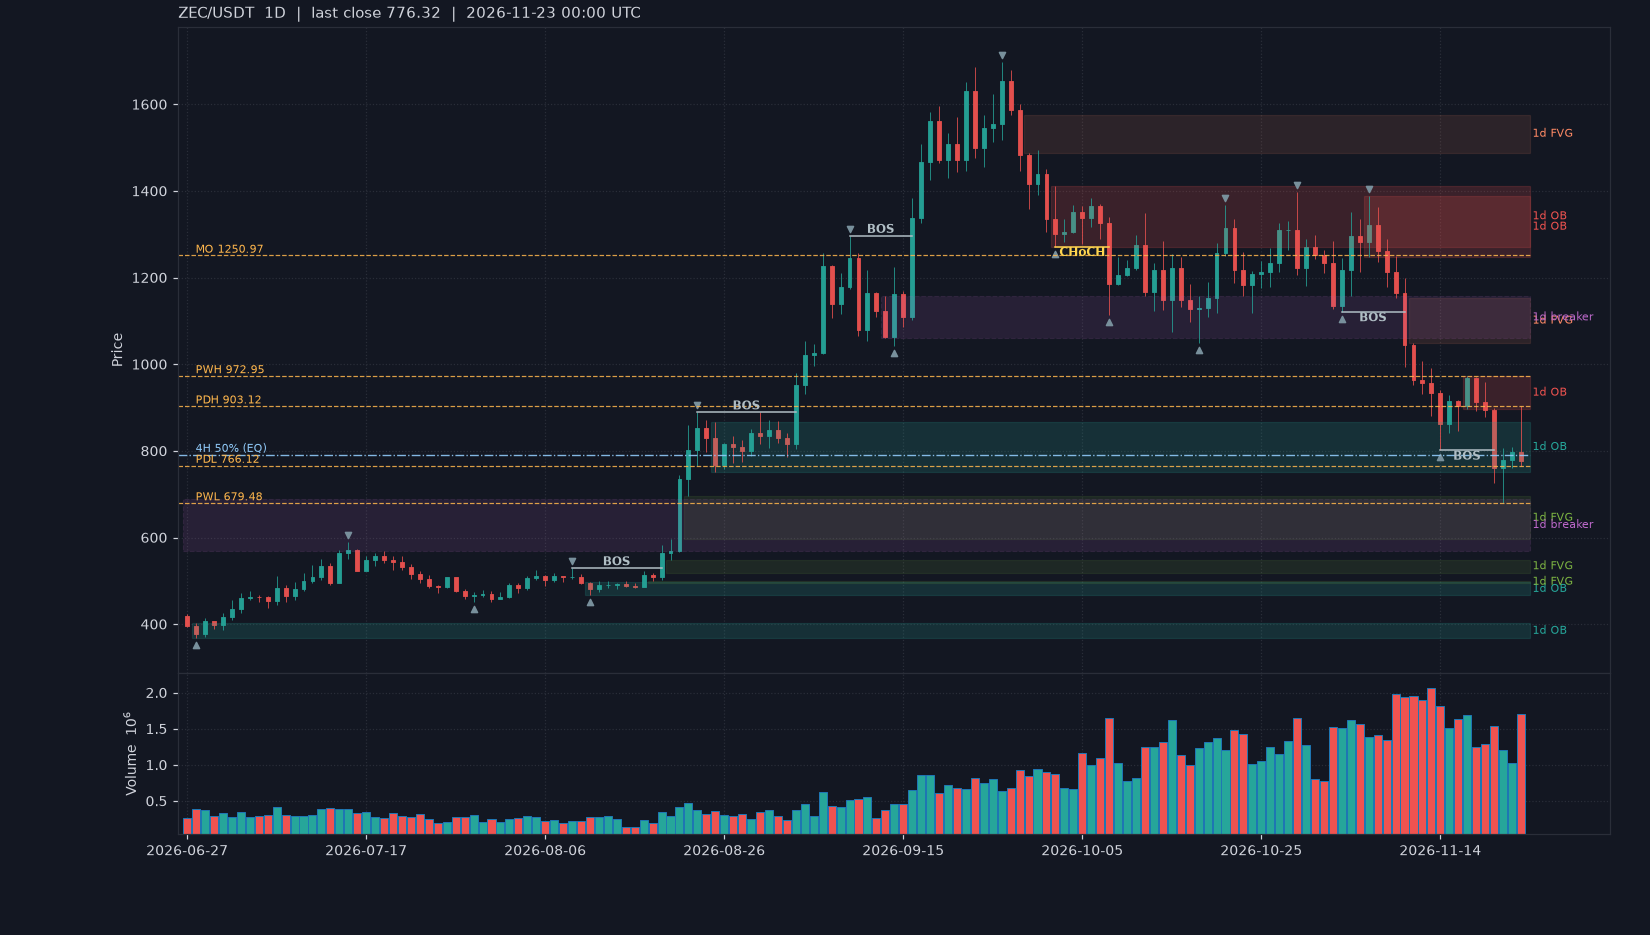 ZEC/USDT 1D | last close 776.32 | 2026-11-23 00:00 UTC
1600
1400
1200
1000
800
600
400
Price
MO 1250.97
PWH 972.95
PDH 903.12
4H 50% (EQ)
PDL 766.12
PWL 679.48
BOS
BOS
BOS
CHoCH
BOS
BOS
1d FVG
1d OB
1d OB
1d breaker
1d FVG
1d OB
1d OB
1d FVG
1d breaker
1d FVG
1d FVG
1d OB
1d OB
2.0
1.5
1.0
0.5
Volume 10⁶
2026-06-27
2026-07-17
2026-08-06
2026-08-26
2026-09-15
2026-10-05
2026-10-25
2026-11-14